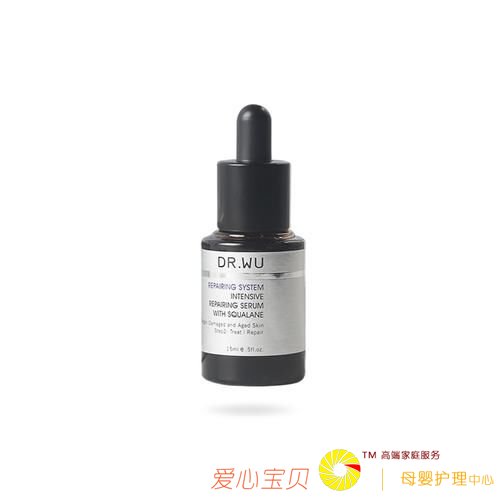 DR.WU
REPAIRING SYSTEM
INTENSIVE
REPAIRING SERUM
WITH SQUALANE
Damaged and Aged Skin
Step2: Treat / Repair
15ml e .5fl.oz.
TM 高端家庭服务
爱心宝贝
母婴护理中心